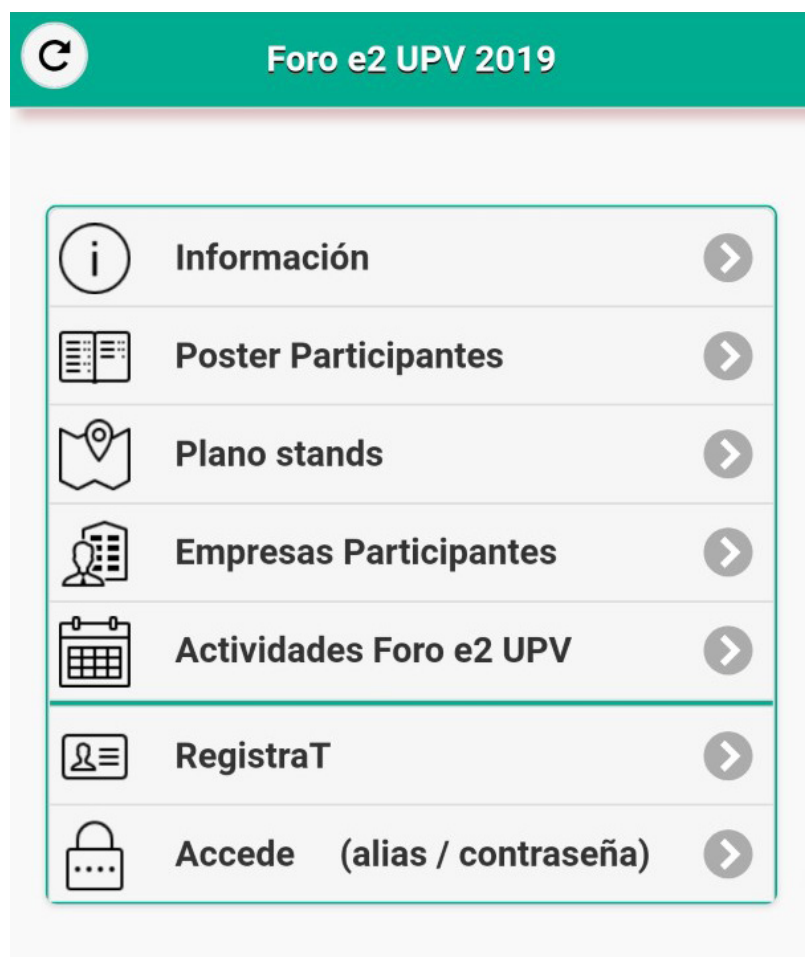 Foro e2 UPV 2019
Información
Poster Participantes
Plano stands
Empresas Participantes
Actividades Foro e2 UPV
RegistraT
Accede (alias / contraseña)